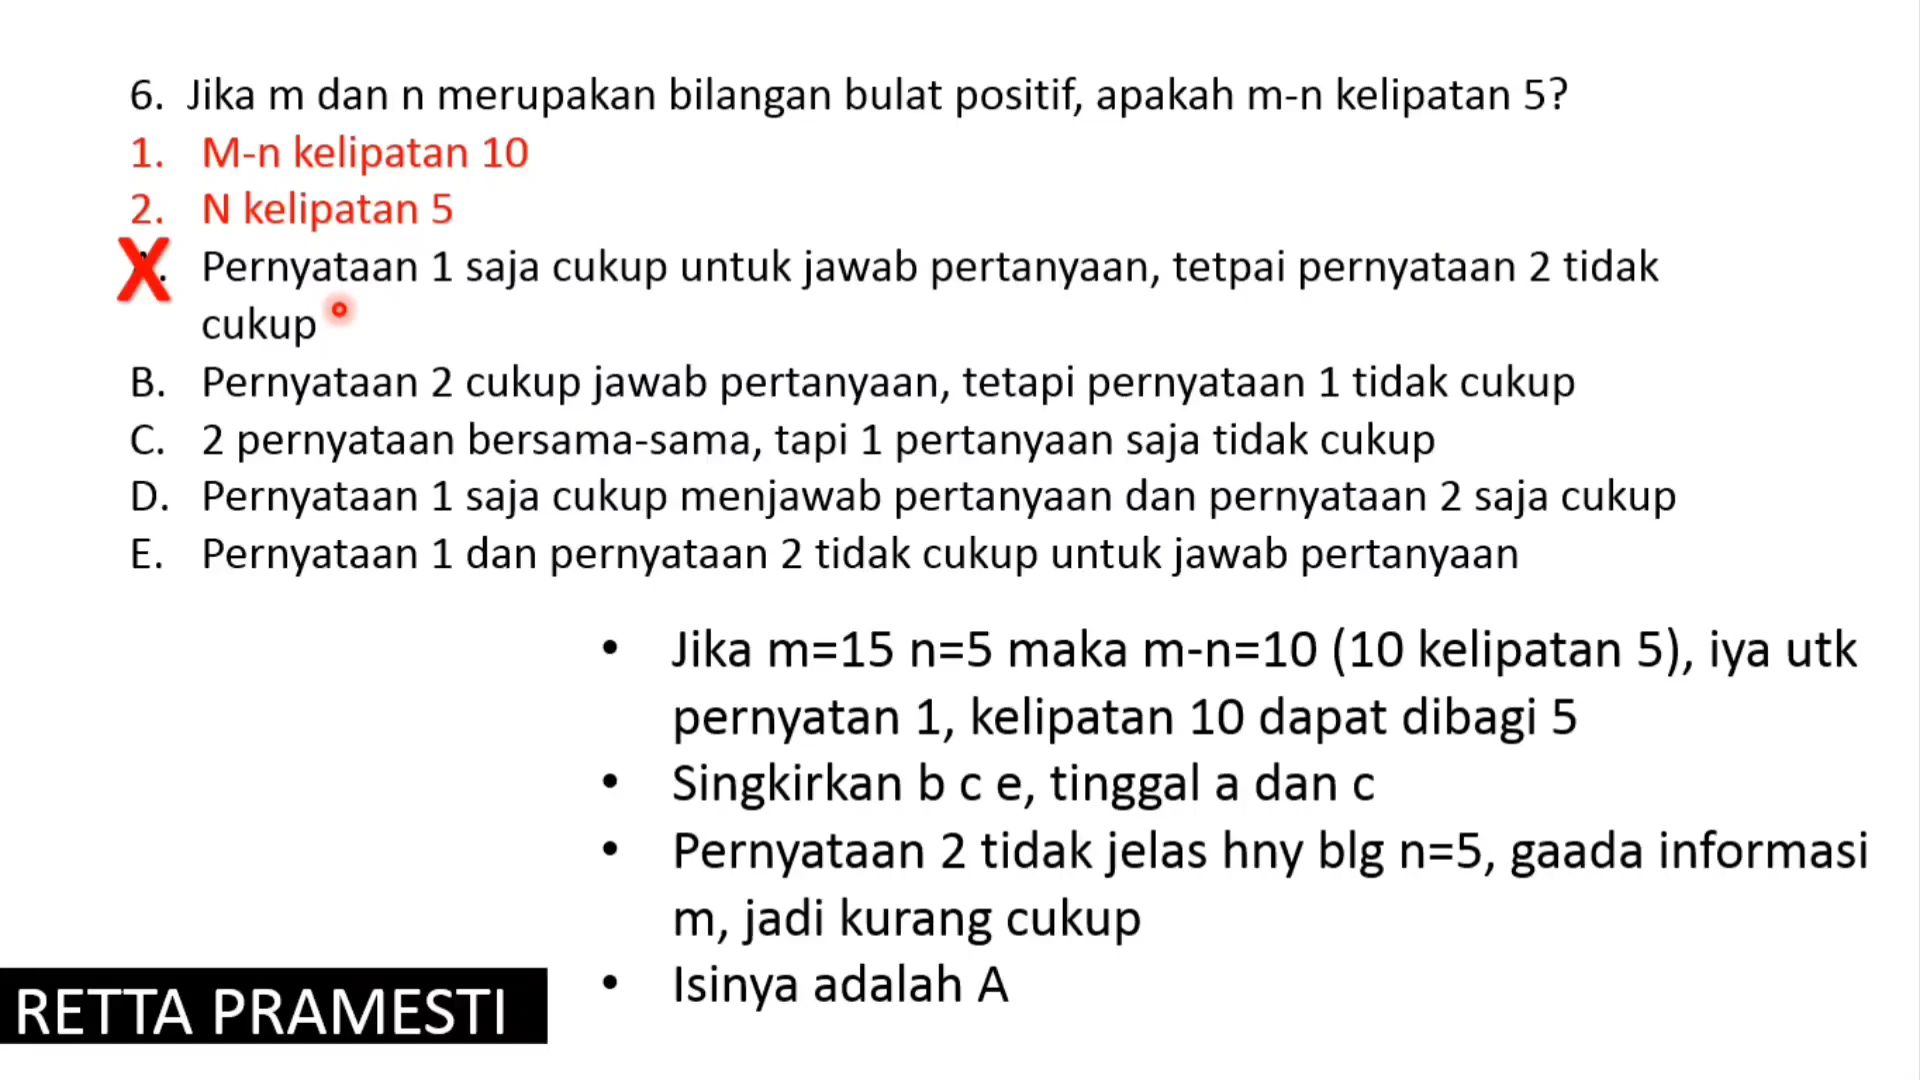 6. Jika m dan n merupakan bilangan bulat positif, apakah m-n kelipatan 5?
1. M-n kelipatan 10
2. N kelipatan 5
X. Pernyataan 1 saja cukup untuk jawab pertanyaan, tetpai pernyataan 2 tidak
cukup
B. Pernyataan 2 cukup jawab pertanyaan, tetapi pernyataan 1 tidak cukup
C. 2 pernyataan bersama-sama, tapi 1 pertanyaan saja tidak cukup
D. Pernyataan 1 saja cukup menjawab pertanyaan dan pernyataan 2 saja cukup
E. Pernyataan 1 dan pernyataan 2 tidak cukup untuk jawab pertanyaan
• Jika m=15 n=5 maka m-n=10 (10 kelipatan 5), iya utk
pernyatan 1, kelipatan 10 dapat dibagi 5
• Singkirkan b c e, tinggal a dan c
• Pernyataan 2 tidak jelas hny blg n=5, gaada informasi
m, jadi kurang cukup
• Isinya adalah A
RETTA PRAMESTI